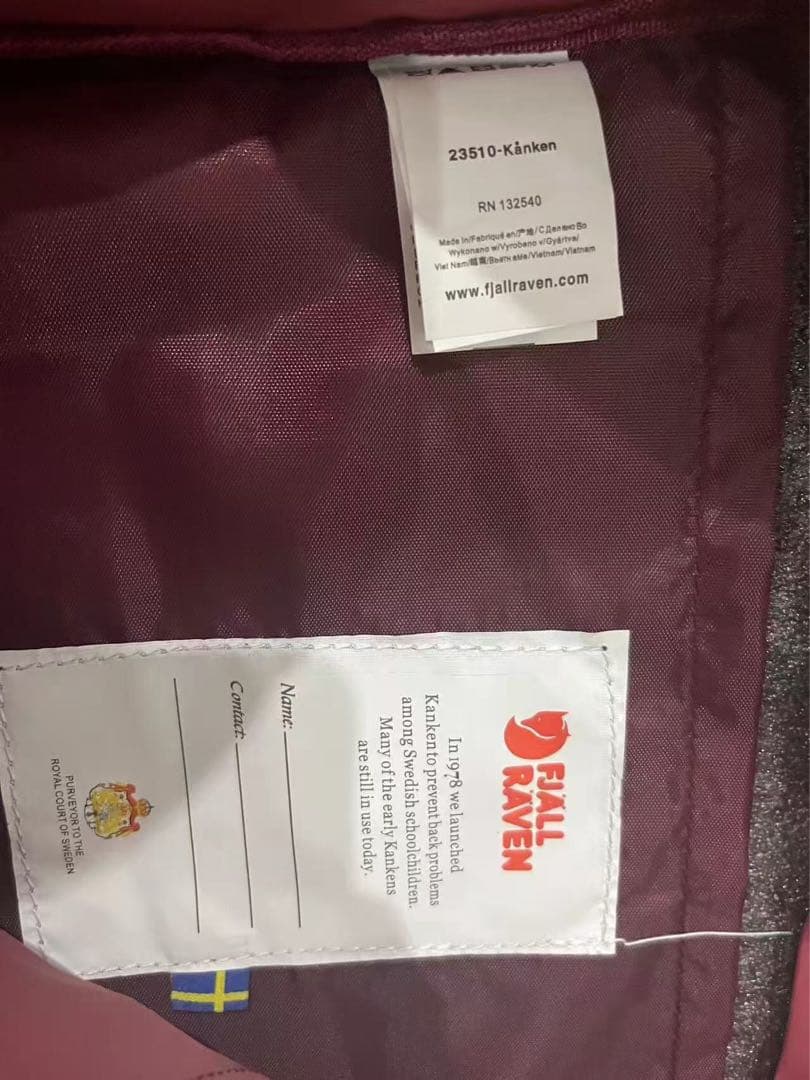 23510-Kånken
RN 132540
Made in/Fabriqué en/产地/Сделано Во
Wykonano w/Vyrobeno v/Gyártva/
Viet Nam/越南/Вьетнаме/Vietnam/Vietnam
www.fjallraven.com
FJÄLL
RÄVEN
In 1978 we launched
Kanken to prevent back problems
among Swedish schoolchildren.
Many of the early Kankens
are still in use today.
Name:
Contact:
PURVEYOR TO THE
ROYAL COURT OF SWEDEN